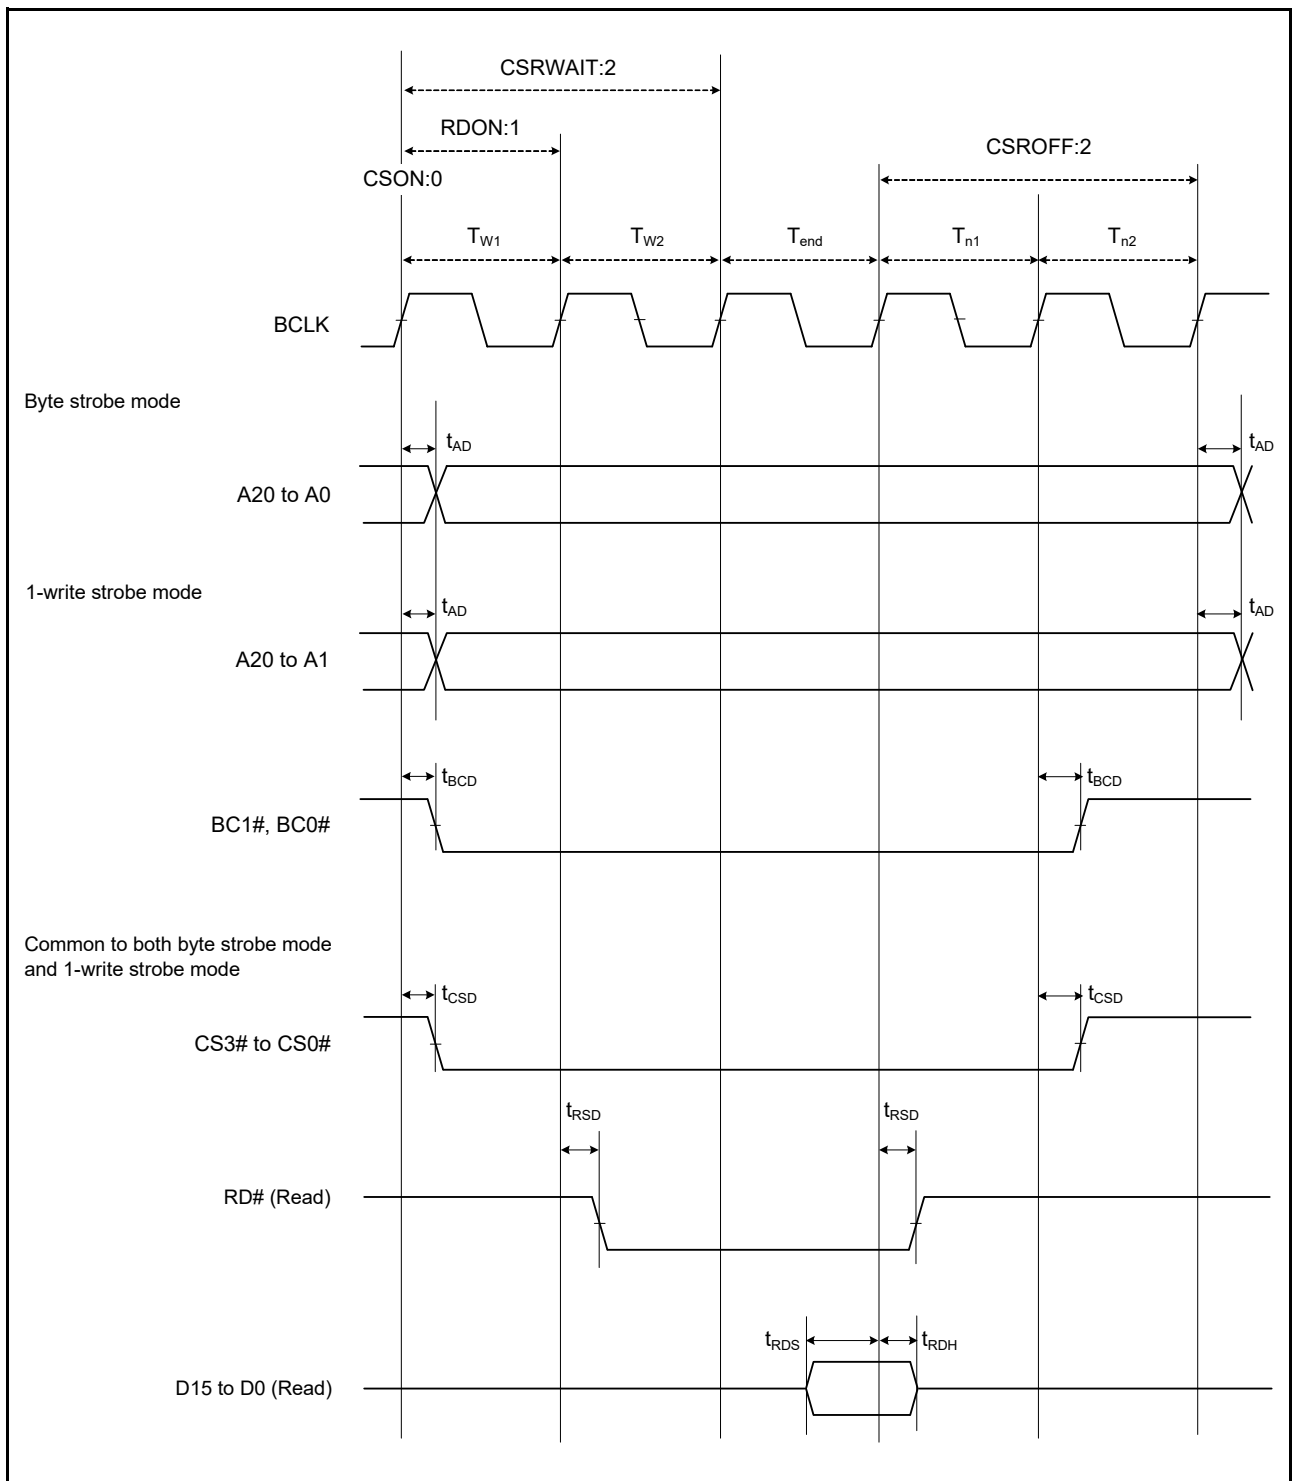 CSRWAIT:2
RDON:1
CSROFF:2
CSON:0
TW1
TW2
Tend
Tn1
Tn2
BCLK
Byte strobe mode
tAD
tAD
A20 to A0
1-write strobe mode
tAD
tAD
A20 to A1
tBCD
tBCD
BC1#, BC0#
Common to both byte strobe mode
and 1-write strobe mode
tCSD
tCSD
CS3# to CS0#
tRSD
tRSD
RD# (Read)
tRDS
tRDH
D15 to D0 (Read)